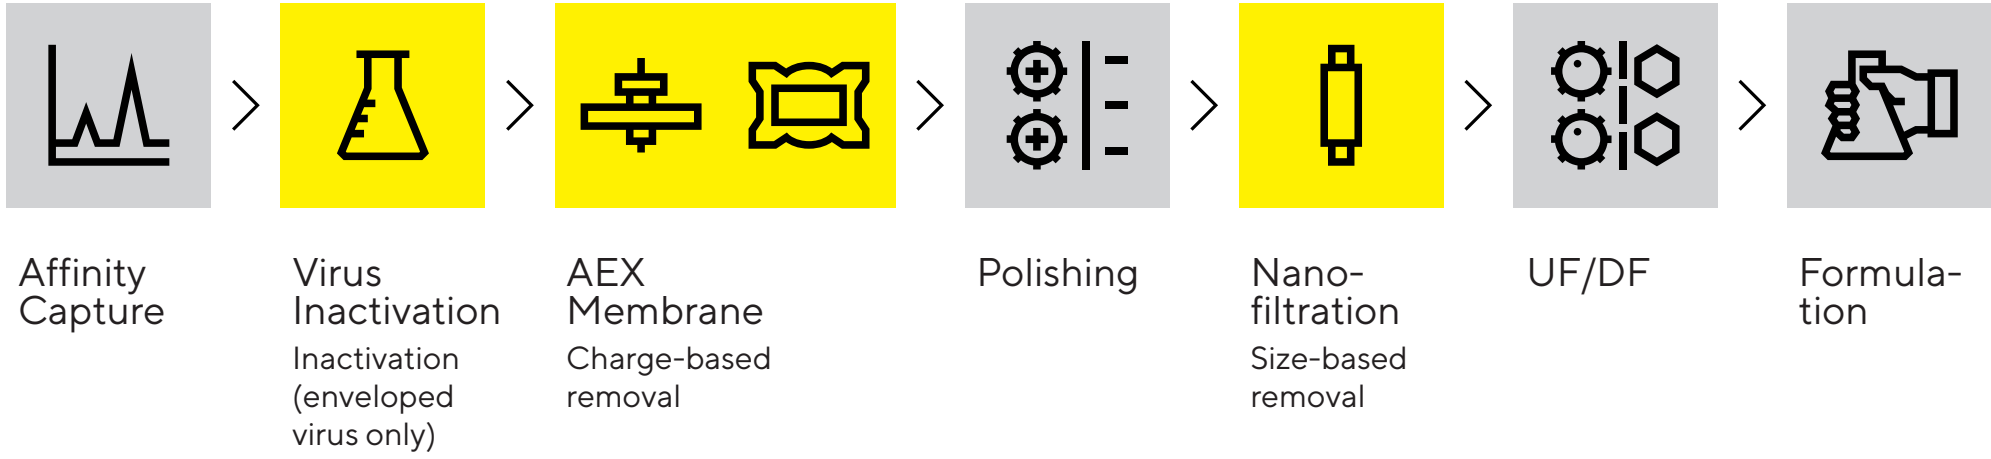 Affinity
Capture
Virus
Inactivation
Inactivation
(enveloped
virus only)
AEX
Membrane
Charge-based
removal
Polishing
Nano-
filtration
Size-based
removal
UF/DF
Formula-
tion